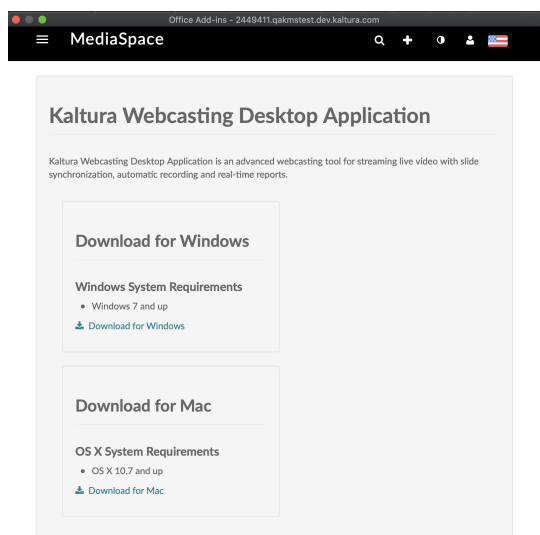 Office Add-ins - 2449411.qakmstest.dev.kaltura.com
MediaSpace
Kaltura Webcasting Desktop Application
Kaltura Webcasting Desktop Application is an advanced webcasting tool for streaming live video with slide
synchronization, automatic recording and real-time reports.
Download for Windows
Windows System Requirements
• Windows 7 and up
Download for Windows
Download for Mac
OS X System Requirements
• OS X 10.7 and up
Download for Mac